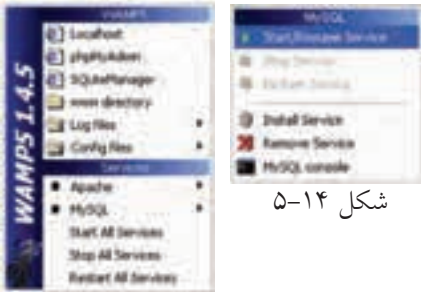 WAMP5
Localhost
phpMyAdmin
SQLiteManager
www directory
Log files
Config files
Services
Apache
MySQL
Start All Services
Stop All Services
Restart All Services
WAMP5 1.4.5
MySQL
Start/Resume Service
Stop Service
Restart Service
Install Service
Remove Service
MySQL console
شکل ۱۴-۵